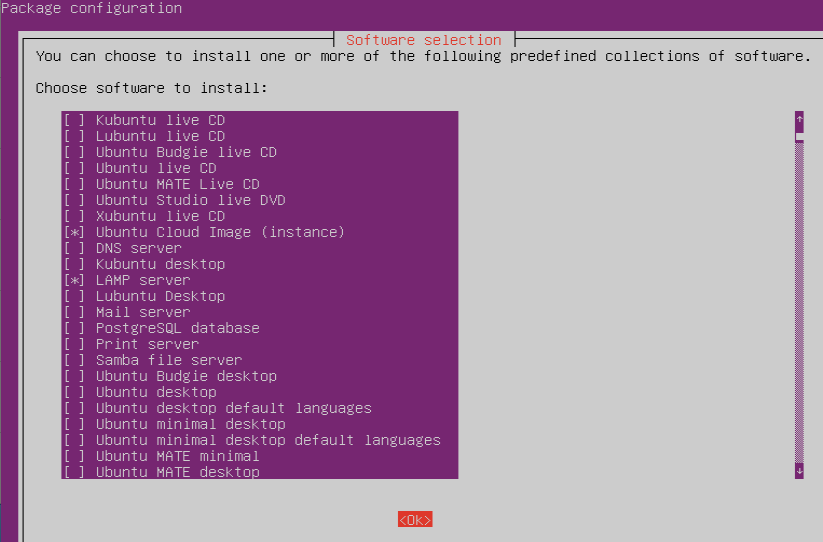 Package configuration
Software selection
You can choose to install one or more of the following predefined collections of software.
Choose software to install:
[ ] Kubuntu live CD
[ ] Lubuntu live CD
[ ] Ubuntu Budgie live CD
[ ] Ubuntu live CD
[ ] Ubuntu MATE Live CD
[ ] Ubuntu Studio live DVD
[ ] Xubuntu live CD
[*] Ubuntu Cloud Image (instance)
[ ] DNS server
[ ] Kubuntu desktop
[*] LAMP server
[ ] Lubuntu Desktop
[ ] Mail server
[ ] PostgreSQL database
[ ] Print server
[ ] Samba file server
[ ] Ubuntu Budgie desktop
[ ] Ubuntu desktop
[ ] Ubuntu desktop default languages
[ ] Ubuntu minimal desktop
[ ] Ubuntu minimal desktop default languages
[ ] Ubuntu MATE minimal
[ ] Ubuntu MATE desktop
<Ok>